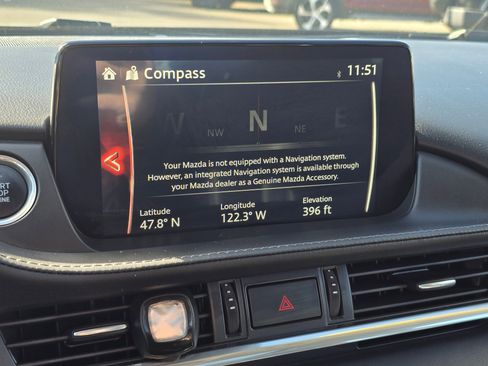 Compass
11:51
W NW N NE E
Your Mazda is not equipped with a Navigation system.
However, an integrated Navigation system is available through
your Mazda dealer as a Genuine Mazda Accessory.
Latitude Longitude Elevation
47.8° N 122.3° W 396 ft